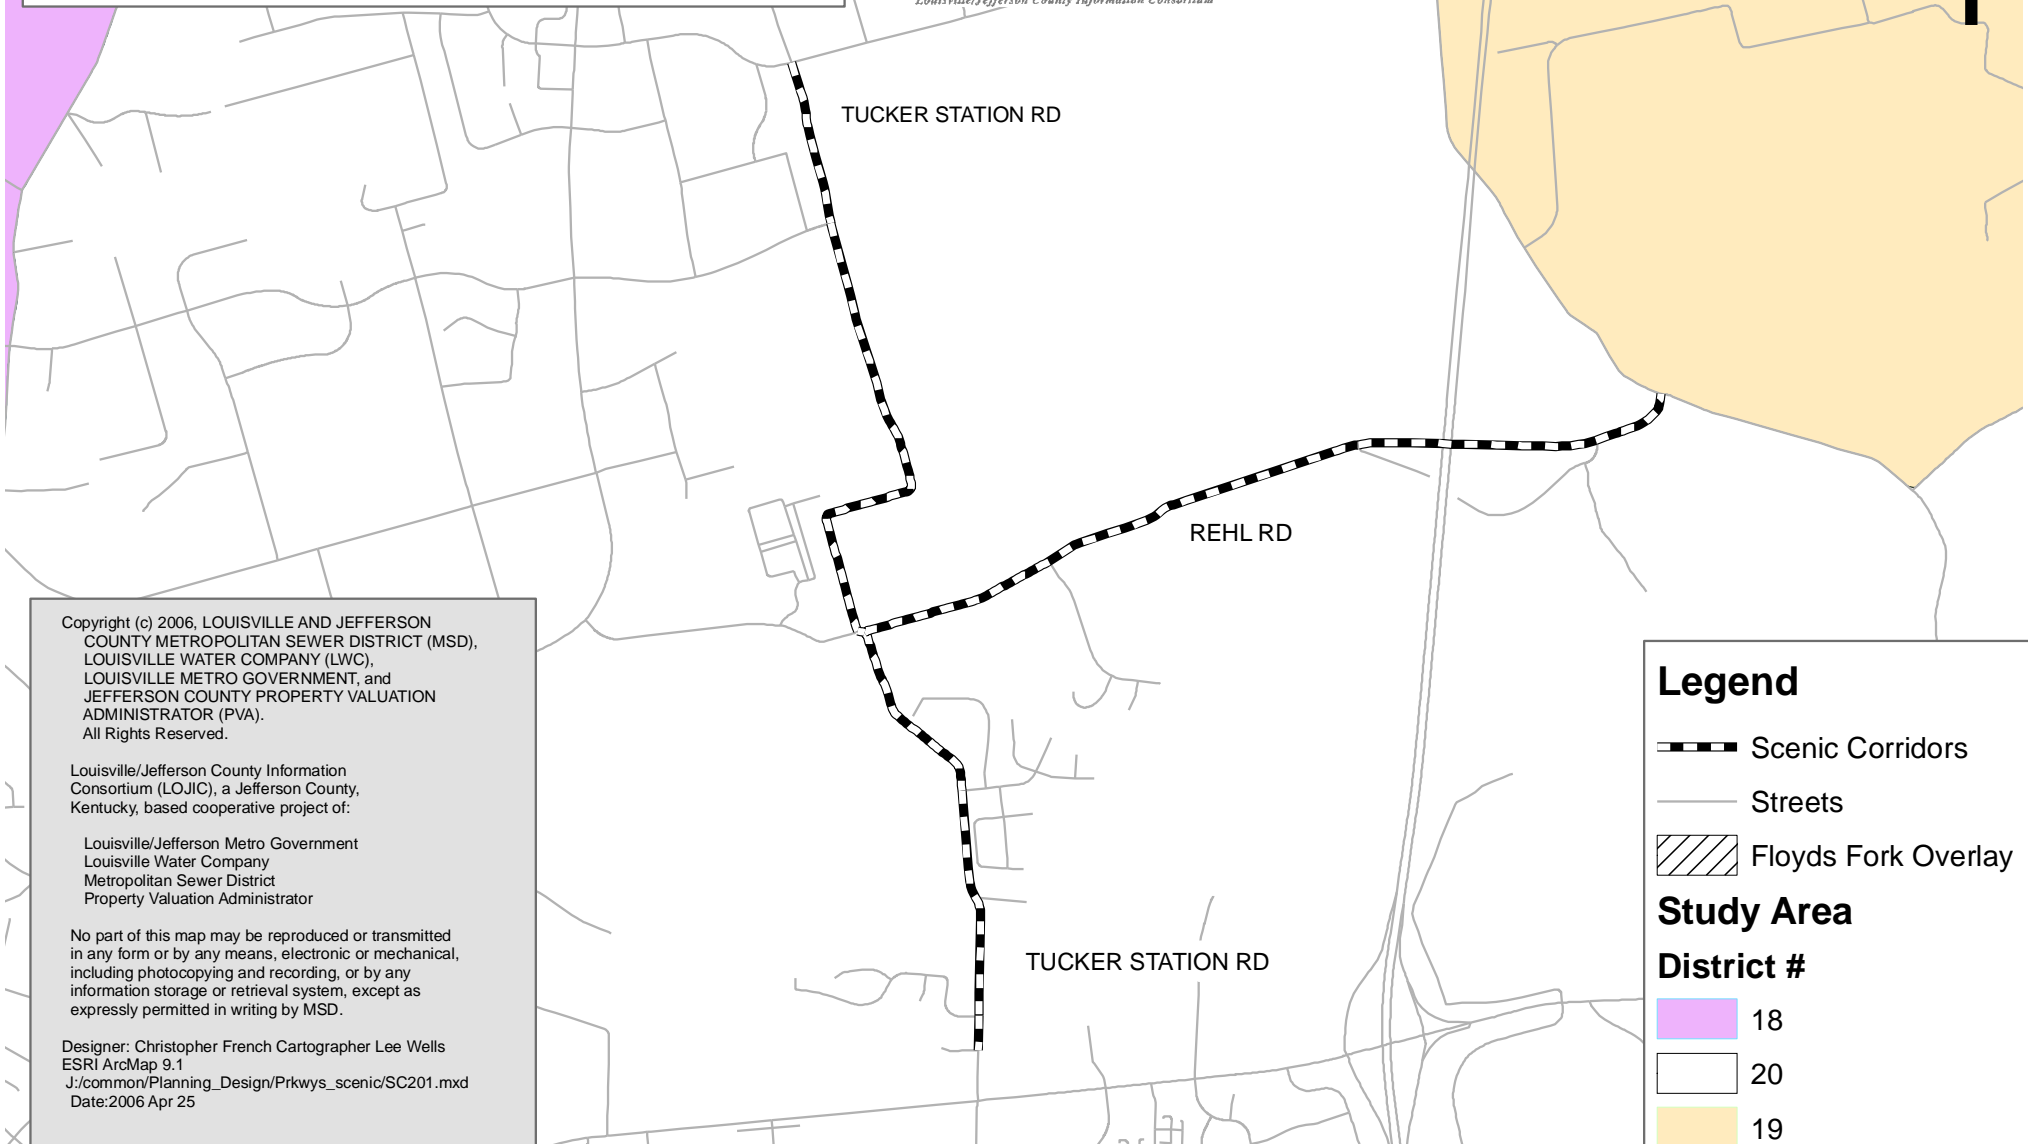 Louisville/Jefferson County Information Consortium
TUCKER STATION RD
REHL RD
TUCKER STATION RD
Copyright (c) 2006, LOUISVILLE AND JEFFERSON
COUNTY METROPOLITAN SEWER DISTRICT (MSD),
LOUISVILLE WATER COMPANY (LWC),
LOUISVILLE METRO GOVERNMENT, and
JEFFERSON COUNTY PROPERTY VALUATION
ADMINISTRATOR (PVA).
All Rights Reserved.
Louisville/Jefferson County Information
Consortium (LOJIC), a Jefferson County,
Kentucky, based cooperative project of:
Louisville/Jefferson Metro Government
Louisville Water Company
Metropolitan Sewer District
Property Valuation Administrator
No part of this map may be reproduced or transmitted
in any form or by any means, electronic or mechanical,
including photocopying and recording, or by any
information storage or retrieval system, except as
expressly permitted in writing by MSD.
Designer: Christopher French Cartographer Lee Wells
ESRI ArcMap 9.1
J:/common/Planning_Design/Prkwys_scenic/SC201.mxd
Date:2006 Apr 25
Legend
Scenic Corridors
Streets
Floyds Fork Overlay
Study Area
District #
18
20
19